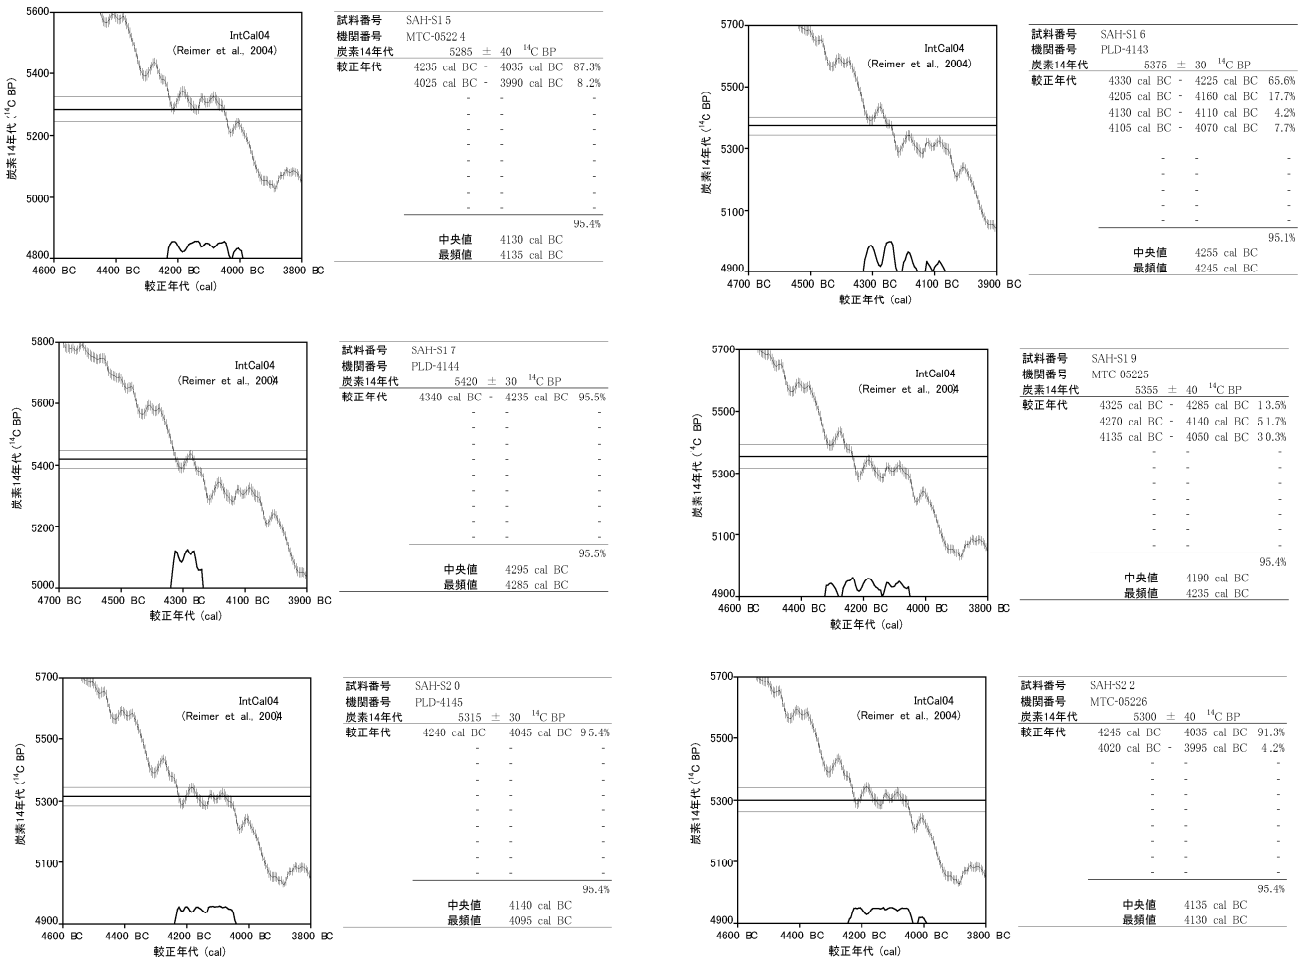 5600
5400
5200
5000
4800
4600 BC
4200 BC
4000 BC
3800 BC
炭素14年代 (14C BP)
較正年代 (cal)
IntCal04
(Reimer et al., 2004)
試料番号 SAH-S15
機関番号 MTC-05224
炭素14年代 5285 ± 40 14C BP
較正年代 4235 cal BC - 4035 cal BC 87.3%
4025 cal BC - 3990 cal BC 8.2%
- - -
- - -
- - -
- - -
- - -
- - -
- - -
- - -
95.4%
中央値 4130 cal BC
最頻値 4135 cal BC
5700
5500
5300
5100
4900
4700 BC
4500 BC
4300 BC
4100 BC
3900 BC
炭素14年代 (14C BP)
較正年代 (cal)
IntCal04
(Reimer et al., 2004)
試料番号 SAH-S16
機関番号 PLD-4143
炭素14年代 5375 ± 30 14C BP
較正年代 4330 cal BC - 4225 cal BC 65.6%
4205 cal BC - 4160 cal BC 17.7%
4130 cal BC - 4110 cal BC 4.2%
4105 cal BC - 4070 cal BC 7.7%
- - -
- - -
- - -
- - -
- - -
95.1%
中央値 4255 cal BC
最頻値 4245 cal BC
5800
5600
5400
5200
5000
4700 BC
4500 BC
4300 BC
4100 BC
3900 BC
炭素14年代 (14C BP)
較正年代 (cal)
IntCal04
(Reimer et al., 2004
試料番号 SAH-S17
機関番号 PLD-4144
炭素14年代 5420 ± 30 14C BP
較正年代 4340 cal BC - 4235 cal BC 95.5%
- - -
- - -
- - -
- - -
- - -
- - -
- - -
- - -
- - -
95.5%
中央値 4295 cal BC
最頻値 4285 cal BC
5700
5500
5300
5100
4900
4600 BC
4400 BC
4200 BC
4000 BC
3800 BC
炭素14年代 (4C BP)
較正年代 (cal)
IntCal04
(Reimer et al., 2004
試料番号 SAH-S19
機関番号 MTC-05225
炭素14年代 5355 ± 40 14C BP
較正年代 4325 cal BC - 4285 cal BC 13.5%
4270 cal BC - 4140 cal BC 51.7%
4135 cal BC - 4050 cal BC 30.3%
- - -
- - -
- - -
- - -
- - -
- - -
- - -
95.4%
中央値 4190 cal BC
最頻値 4235 cal BC
5700
5500
5300
5100
4900
4600 BC
4400 BC
4200 BC
4000 BC
3800 BC
炭素14年代 (14C BP)
較正年代 (cal)
IntCal04
(Reimer et al., 2004
試料番号 SAH-S20
機関番号 PLD-4145
炭素14年代 5315 ± 30 14C BP
較正年代 4240 cal BC 4045 cal BC 95.4%
- - -
- - -
- - -
- - -
- - -
- - -
- - -
- - -
- - -
95.4%
中央値 4140 cal BC
最頻値 4095 cal BC
5700
5500
5300
5100
4900
4600 BC
4400 BC
4200 BC
4000 BC
3800 BC
炭素14年代 (14C BP)
較正年代 (cal)
IntCal04
(Reimer et al., 2004)
試料番号 SAH-S22
機関番号 MTC-05226
炭素14年代 5300 ± 40 14C BP
較正年代 4245 cal BC 4035 cal BC 91.3%
4020 cal BC - 3995 cal BC 4.2%
- - -
- - -
- - -
- - -
- - -
- - -
- - -
- - -
95.4%
中央値 4135 cal BC
最頻値 4130 cal BC